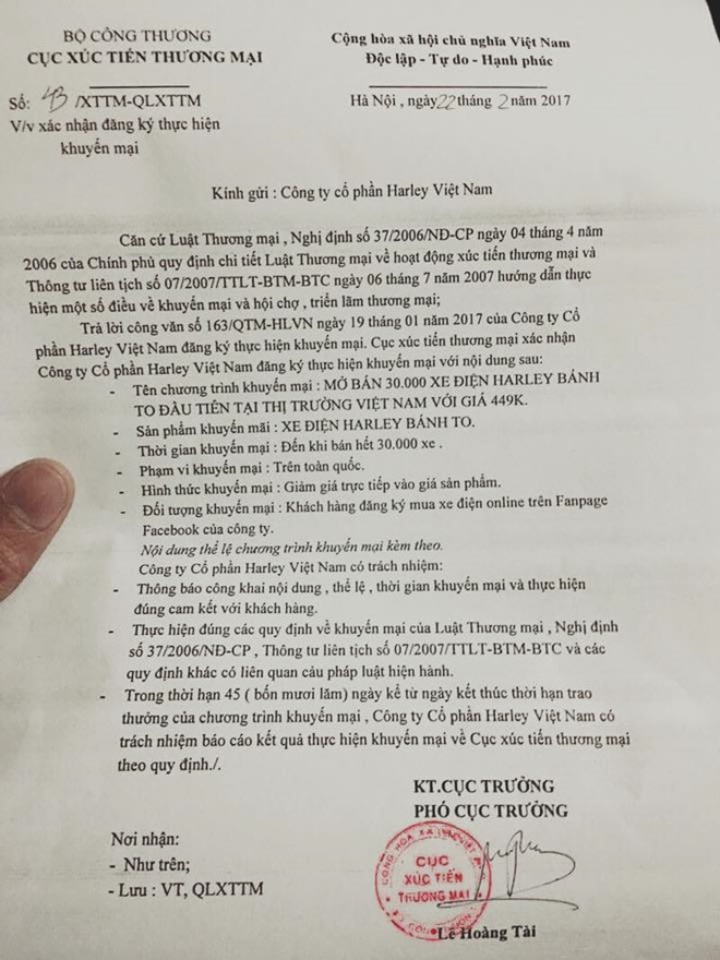 BỘ CÔNG THƯƠNG
CỤC XÚC TIẾN THƯƠNG MẠI
Cộng hòa xã hội chủ nghĩa Việt Nam
Độc lập - Tự do - Hạnh phúc
Số: 43 /XTTM-QLXTTM
Hà Nội , ngày 22 tháng 2 năm 2017
V/v xác nhận đăng ký thực hiện
khuyến mại
Kính gửi : Công ty cổ phần Harley Việt Nam
Căn cứ Luật Thương mại , Nghị định số 37/2006/NĐ-CP ngày 04 tháng 4 năm
2006 của Chính phủ quy định chi tiết Luật Thương mại về hoạt động xúc tiến thương mại và
Thông tư liên tịch số 07/2007/TTLT-BTM-BTC ngày 06 tháng 7 năm 2007 hướng dẫn thực
hiện một số điều về khuyến mại và hội chợ , triển lãm thương mại;
Trả lời công văn số 163/QTM-HLVN ngày 19 tháng 01 năm 2017 của Công ty Cổ
phần Harley Việt Nam đăng ký thực hiện khuyến mại. Cục xúc tiến thương mại xác nhận
Công ty Cổ phần Harley Việt Nam đăng ký thực hiện khuyến mại với nội dung sau:
- Tên chương trình khuyến mại : MỞ BÁN 30.000 XE ĐIỆN HARLEY BÁNH
TO ĐẦU TIÊN TẠI THỊ TRƯỜNG VIỆT NAM VỚI GIÁ 449K.
- Sản phẩm khuyến mãi : XE ĐIỆN HARLEY BÁNH TO.
- Thời gian khuyến mại : Đến khi bán hết 30.000 xe .
- Phạm vi khuyến mại : Trên toàn quốc.
- Hình thức khuyến mại : Giảm giá trực tiếp vào giá sản phẩm.
- Đối tượng khuyến mại : Khách hàng đăng ký mua xe điện online trên Fanpage
Facebook của công ty.
Nội dung thể lệ chương trình khuyến mại kèm theo.
Công ty Cổ phần Harley Việt Nam có trách nhiệm:
- Thông báo công khai nội dung , thể lệ , thời gian khuyến mại và thực hiện
đúng cam kết với khách hàng.
- Thực hiện đúng các quy định về khuyến mại của Luật Thương mại , Nghị định
số 37/2006/NĐ-CP , Thông tư liên tịch số 07/2007/TTLT-BTM-BTC và các
quy định khác có liên quan cảu pháp luật hiện hành.
- Trong thời hạn 45 ( bốn mươi lăm) ngày kể từ ngày kết thúc thời hạn trao
thưởng của chương trình khuyến mại , Công ty Cổ phần Harley Việt Nam có
trách nhiệm báo cáo kết quả thực hiện khuyến mại về Cục xúc tiến thương mại
theo quy định./.
KT.CỤC TRƯỞNG
PHÓ CỤC TRƯỞNG
Nơi nhận:
- Như trên;
- Lưu : VT, QLXTTM
CỤC
XÚC TIẾN
THƯƠNG MẠI
Lê Hoàng Tài